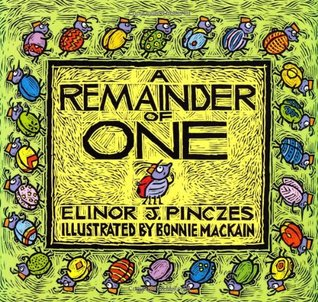 A
REMAINDER
OF
ONE
ELINOR J. PINCZES
ILLUSTRATED BY BONNIE MACKAIN